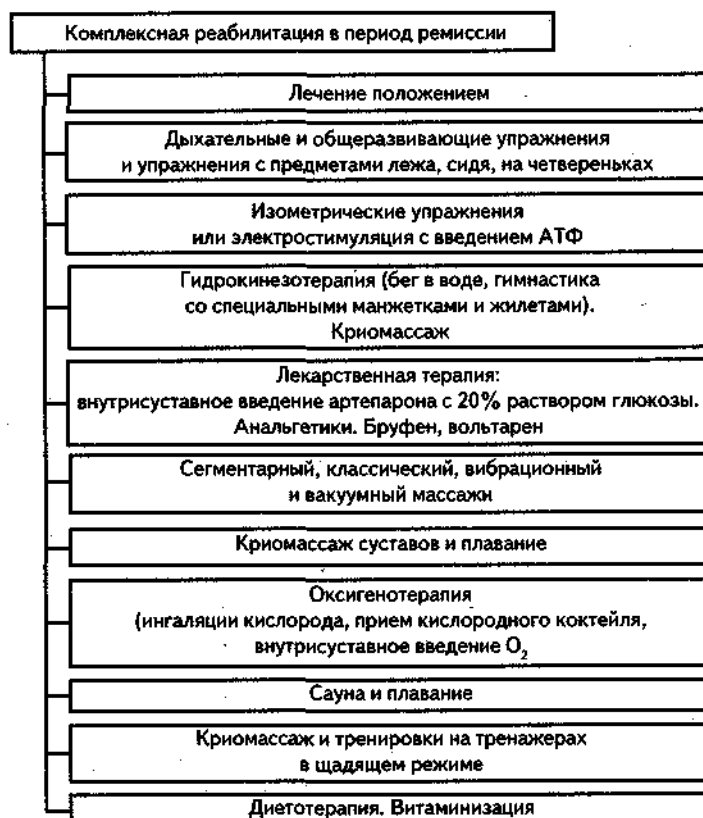 Комплексная реабилитация в период ремиссии
Лечение положением
Дыхательные и общеразвивающие упражнения
и упражнения с предметами лежа, сидя, на четвереньках
Изометрические упражнения
или электростимуляция с введением АТФ
Гидрокинезотерапия (бег в воде, гимнастика
со специальными манжетками и жилетами).
Криомассаж
Лекарственная терапия:
внутрисуставное введение артепарона с 20% раствором глюкозы.
Анальгетики. Бруфен, вольтарен
Сегментарный, классический, вибрационный
и вакуумный массажи
Криомассаж суставов и плавание
Оксигенотерапия
(ингаляции кислорода, прием кислородного коктейля,
внутрисуставное введение O₂
Сауна и плавание
Криомассаж и тренировки на тренажерах
в щадящем режиме
Диетотерапия. Витаминизация